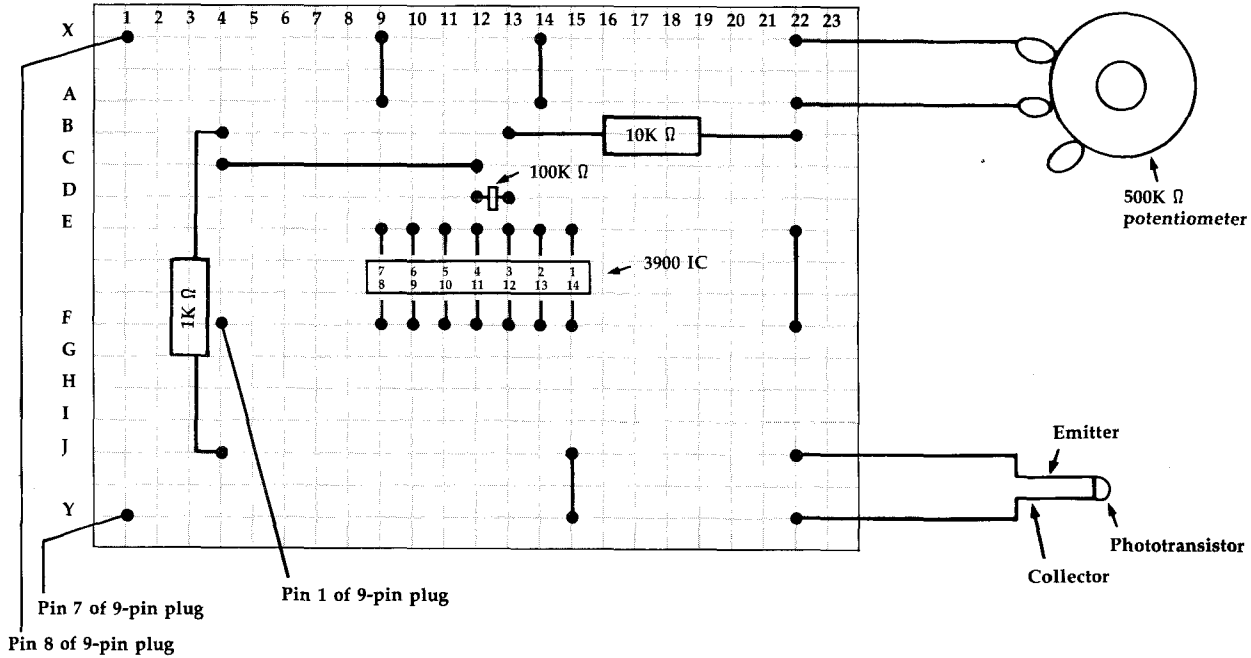 1 2 3 4 5 6 7 8 9 10 11 12 13 14 15 16 17 18 19 20 21 22 23
X
A
B
10K Ω
C
100K Ω
D
500K Ω
potentiometer
E
3900 IC
7 6 5 4 3 2 1
8 9 10 11 12 13 14
1K Ω
F
G
H
I
J
Emitter
Y
Phototransistor
Collector
Pin 1 of 9-pin plug
Pin 7 of 9-pin plug
Pin 8 of 9-pin plug